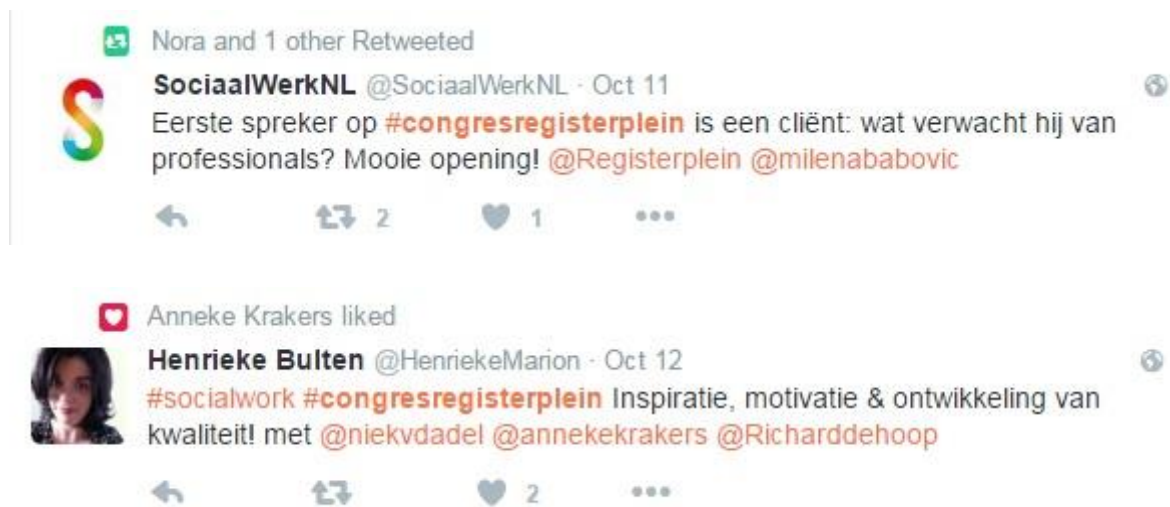 Nora and 1 other Retweeted
SociaalWerkNL @SociaalWerkNL · Oct 11
Eerste spreker op #congresregisterplein is een cliënt: wat verwacht hij van
professionals? Mooie opening! @Registerplein @milenababovic
2 1
Anneke Krakers liked
Henrieke Bulten @HenriekeMarion · Oct 12
#socialwork #congresregisterplein Inspiratie, motivatie & ontwikkeling van
kwaliteit! met @niekvdadel @annekekrakers @Richarddehoop
2